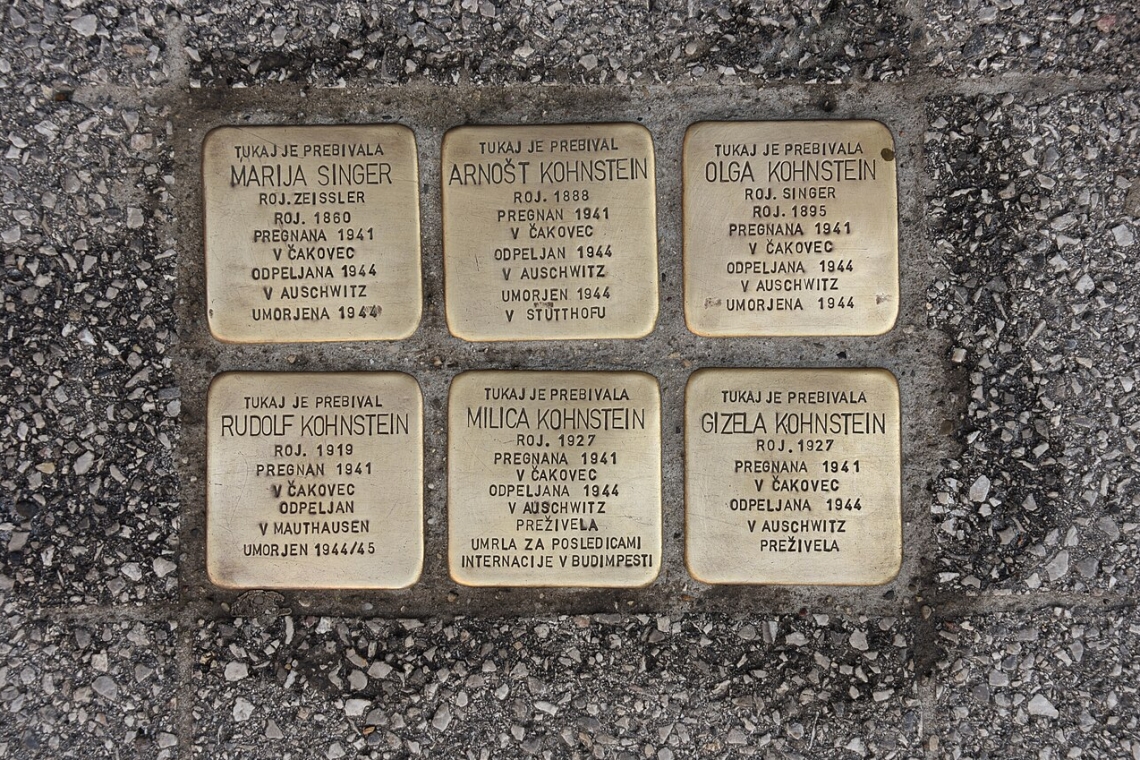 TUKAJ JE PREBIVALA
MARIJA SINGER
ROJ. ZEISSLER
ROJ. 1860
PREGNANA 1941
V ČAKOVEC
ODPELJANA 1944
V AUSCHWITZ
UMORJENA 1944
TUKAJ JE PREBIVAL
ARNOŠT KOHNSTEIN
ROJ. 1888
PREGNAN 1941
V ČAKOVEC
ODPELJAN 1944
V AUSCHWITZ
UMORJEN 1944
V STUTTHOFU
TUKAJ JE PREBIVALA
OLGA KOHNSTEIN
ROJ. SINGER
ROJ. 1895
PREGNANA 1941
V ČAKOVEC
ODPELJANA 1944
V AUSCHWITZ
UMORJENA 1944
TUKAJ JE PREBIVAL
RUDOLF KOHNSTEIN
ROJ. 1919
PREGNAN 1941
V ČAKOVEC
ODPELJAN
V MAUTHAUSEN
UMORJEN 1944/45
TUKAJ JE PREBIVALA
MILICA KOHNSTEIN
ROJ. 1927
PREGNANA 1941
V ČAKOVEC
ODPELJANA 1944
V AUSCHWITZ
PREŽIVELA
UMRLA ZA POSLEDICAMI
INTERNACIJE V BUDIMPESTI
TUKAJ JE PREBIVALA
GIZELA KOHNSTEIN
ROJ. 1927
PREGNANA 1941
V ČAKOVEC
ODPELJANA 1944
V AUSCHWITZ
PREŽIVELA